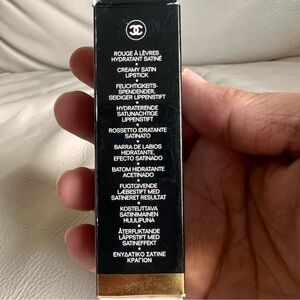 ROUGE À LÈVRES
HYDRATANT SATINÉ
CREAMY SATIN
LIPSTICK
FEUCHTIGKEITS-
SPENDENDER,
SEIDIGER LIPPENSTIFT
HYDRATERENDE
SATIJNACHTIGE
LIPPENSTIFT
ROSSETTO IDRATANTE
SATINATO
BARRA DE LABIOS
HIDRATANTE,
EFECTO SATINADO
BATOM HIDRATANTE
ACETINADO
FUGTGIVENDE
LÆBESTIFT MED
SATINERET RESULTAT
KOSTEUTTAVA
SATIINIMAINEN
HUULIPUNA
ÅTERFUKTANDE
LÄPPSTIFT MED
SATINEFFEKT
ΕΝΥΔΑΤΙΚΟ ΣΑΤΙΝΕ
ΚΡΑΓΙΟΝ